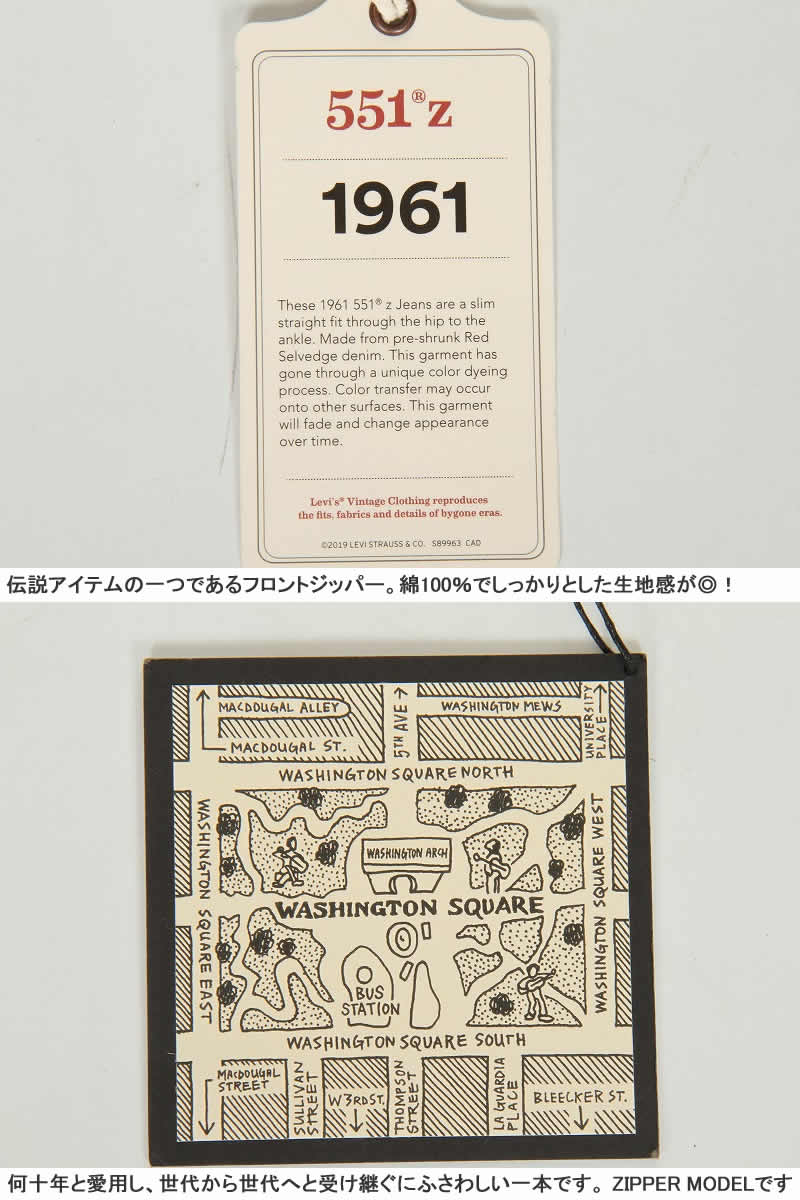 551® z
1961
These 1961 551® z Jeans are a slim
straight fit through the hip to the
ankle. Made from pre-shrunk Red
Selvedge denim. This garment has
gone through a unique color dyeing
process. Color transfer may occur
onto other surfaces. This garment
will fade and change appearance
over time.
Levi's® Vintage Clothing reproduces
the fits, fabrics and details of bygone eras.
©2019 LEVI STRAUSS & CO. S89963 CAD
伝説アイテムの一つであるフロントジッパー。綿100%でしっかりとした生地感が◎！
MACDOUGAL ALLEY
MACDOUGAL ST.
5TH AVE
WASHINGTON MEWS
UNIVERSITY
PLACE
WASHINGTON SQUARE NORTH
WASHINGTON SQUARE EAST
WASHINGTON ARCH
WASHINGTON SQUARE WEST
WASHINGTON SQUARE
BUS
STATION
WASHINGTON SQUARE SOUTH
MACDOUGAL
STREET
SULLIVAN
STREET
W 3RD ST.
THOMPSON
STREET
LA GUARDIA
PLACE
BLEECKER ST.
何十年と愛用し、世代から世代へと受け継ぐにふさわしい一本です。ZIPPER MODELです